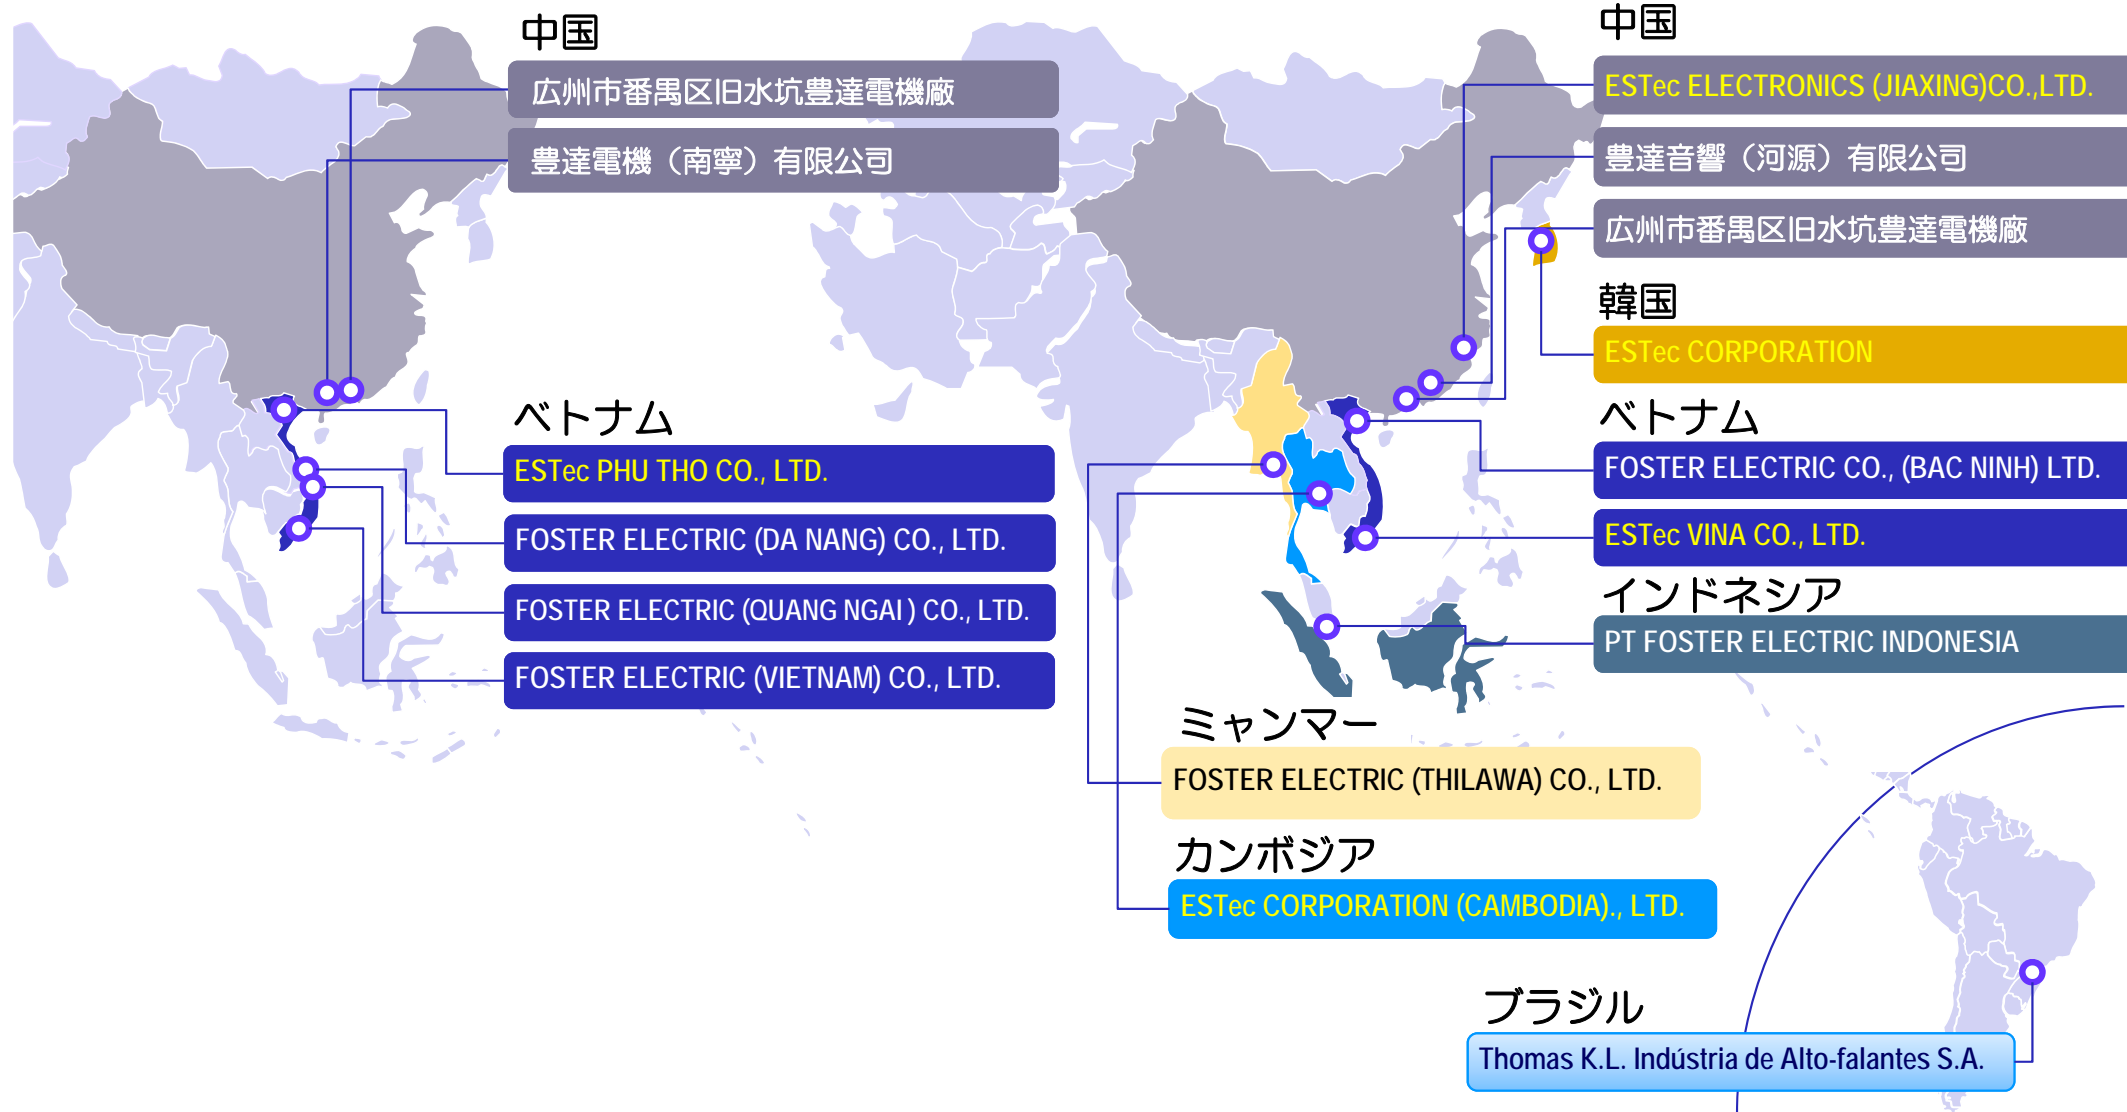 中国
広州市番禺区旧水坑豊達電機廠
豊達電機（南寧）有限公司
ベトナム
ESTec PHU THO CO., LTD.
FOSTER ELECTRIC (DA NANG) CO., LTD.
FOSTER ELECTRIC (QUANG NGAI ) CO., LTD.
FOSTER ELECTRIC (VIETNAM) CO., LTD.
中国
ESTec ELECTRONICS (JIAXING)CO.,LTD.
豊達音響（河源）有限公司
広州市番禺区旧水坑豊達電機廠
韓国
ESTec CORPORATION
ベトナム
FOSTER ELECTRIC CO., (BAC NINH) LTD.
ESTec VINA CO., LTD.
インドネシア
PT FOSTER ELECTRIC INDONESIA
ミャンマー
FOSTER ELECTRIC (THILAWA) CO., LTD.
カンボジア
ESTec CORPORATION (CAMBODIA)., LTD.
ブラジル
Thomas K.L. Indústria de Alto-falantes S.A.